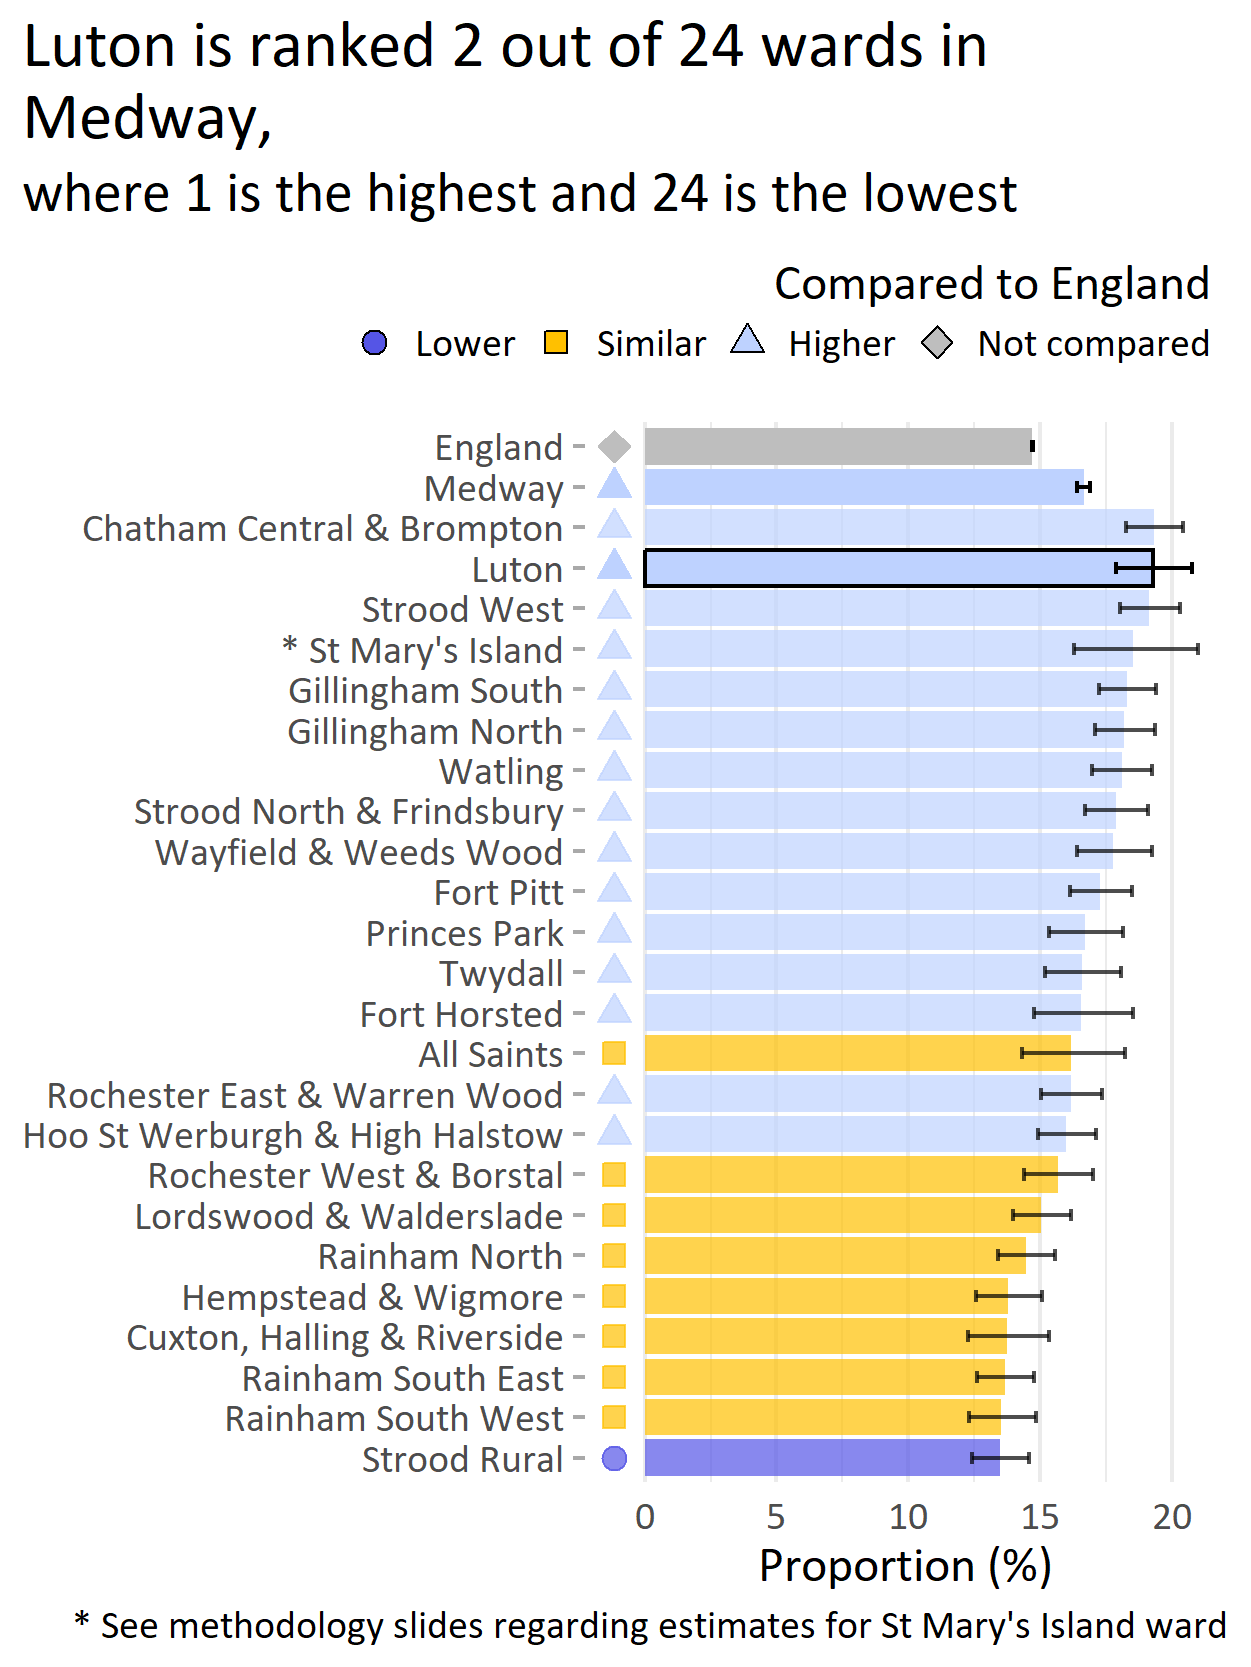 Luton is ranked 2 out of 24 wards in
Medway,
where 1 is the highest and 24 is the lowest
Compared to England
Lower Similar Higher Not compared
England
Medway
Chatham Central & Brompton
Luton
Strood West
* St Mary's Island
Gillingham South
Gillingham North
Watling
Strood North & Frindsbury
Wayfield & Weeds Wood
Fort Pitt
Princes Park
Twydall
Fort Horsted
All Saints
Rochester East & Warren Wood
Hoo St Werburgh & High Halstow
Rochester West & Borstal
Lordswood & Walderslade
Rainham North
Hempstead & Wigmore
Cuxton, Halling & Riverside
Rainham South East
Rainham South West
Strood Rural
0 5 10 15 20
Proportion (%)
* See methodology slides regarding estimates for St Mary's Island ward